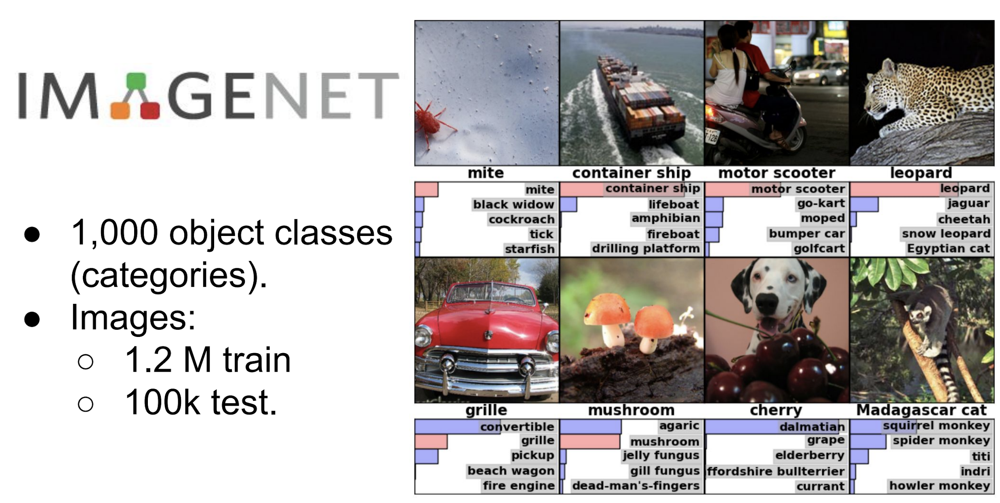 IMAGENET
1,000 object classes
(categories).
Images:
1.2 M train
100k test.
mite
container ship
motor scooter
leopard
mite
black widow
cockroach
tick
starfish
container ship
lifeboat
amphibian
fireboat
drilling platform
motor scooter
go-kart
moped
bumper car
golfcart
leopard
jaguar
cheetah
snow leopard
Egyptian cat
grille
mushroom
cherry
Madagascar cat
convertible
grille
pickup
beach wagon
fire engine
agaric
mushroom
jelly fungus
gill fungus
dead-man's-fingers
dalmatian
grape
elderberry
ffordshire bullterrier
currant
squirrel monkey
spider monkey
titi
indri
howler monkey